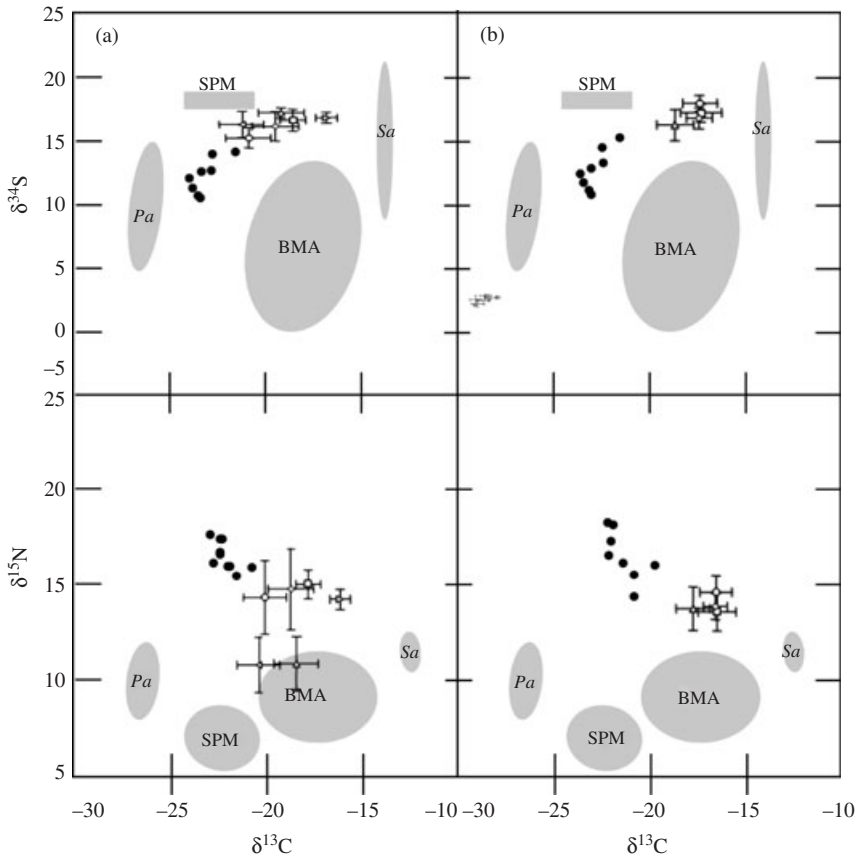 25
(a)
(b)
20
SPM
SPM
15
Sa
Sa
δ34S
10
Pa
Pa
BMA
BMA
5
0
–5
25
20
δ15N
15
10
Pa
Sa
Pa
Sa
BMA
BMA
SPM
SPM
5
–30 –25 –20 –15 –10 –30 –25 –20 –15 –10
δ13C δ13C